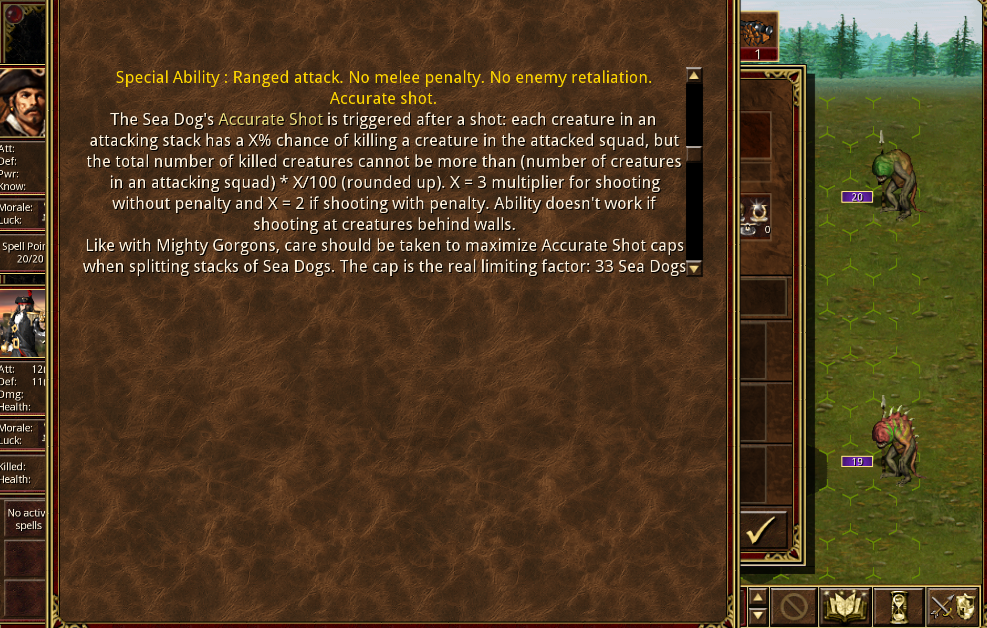 Special Ability : Ranged attack. No melee penalty. No enemy retaliation.
Accurate shot.
The Sea Dog's Accurate Shot is triggered after a shot: each creature in an
attacking stack has a X% chance of killing a creature in the attacked squad, but
the total number of killed creatures cannot be more than (number of creatures
in an attacking squad) * X/100 (rounded up). X = 3 multiplier for shooting
without penalty and X = 2 if shooting with penalty. Ability doesn't work if
shooting at creatures behind walls.
Like with Mighty Gorgons, care should be taken to maximize Accurate Shot caps
when splitting stacks of Sea Dogs. The cap is the real limiting factor: 33 Sea Dogs
Att:
Def:
Pwr:
Know:
Morale:
Luck:
Spell Poin
20/20
Att: 12(
Def: 11(
Dmg:
Health:
Morale:
Luck:
Killed:
Health:
No activ
spells
1
0
20
19